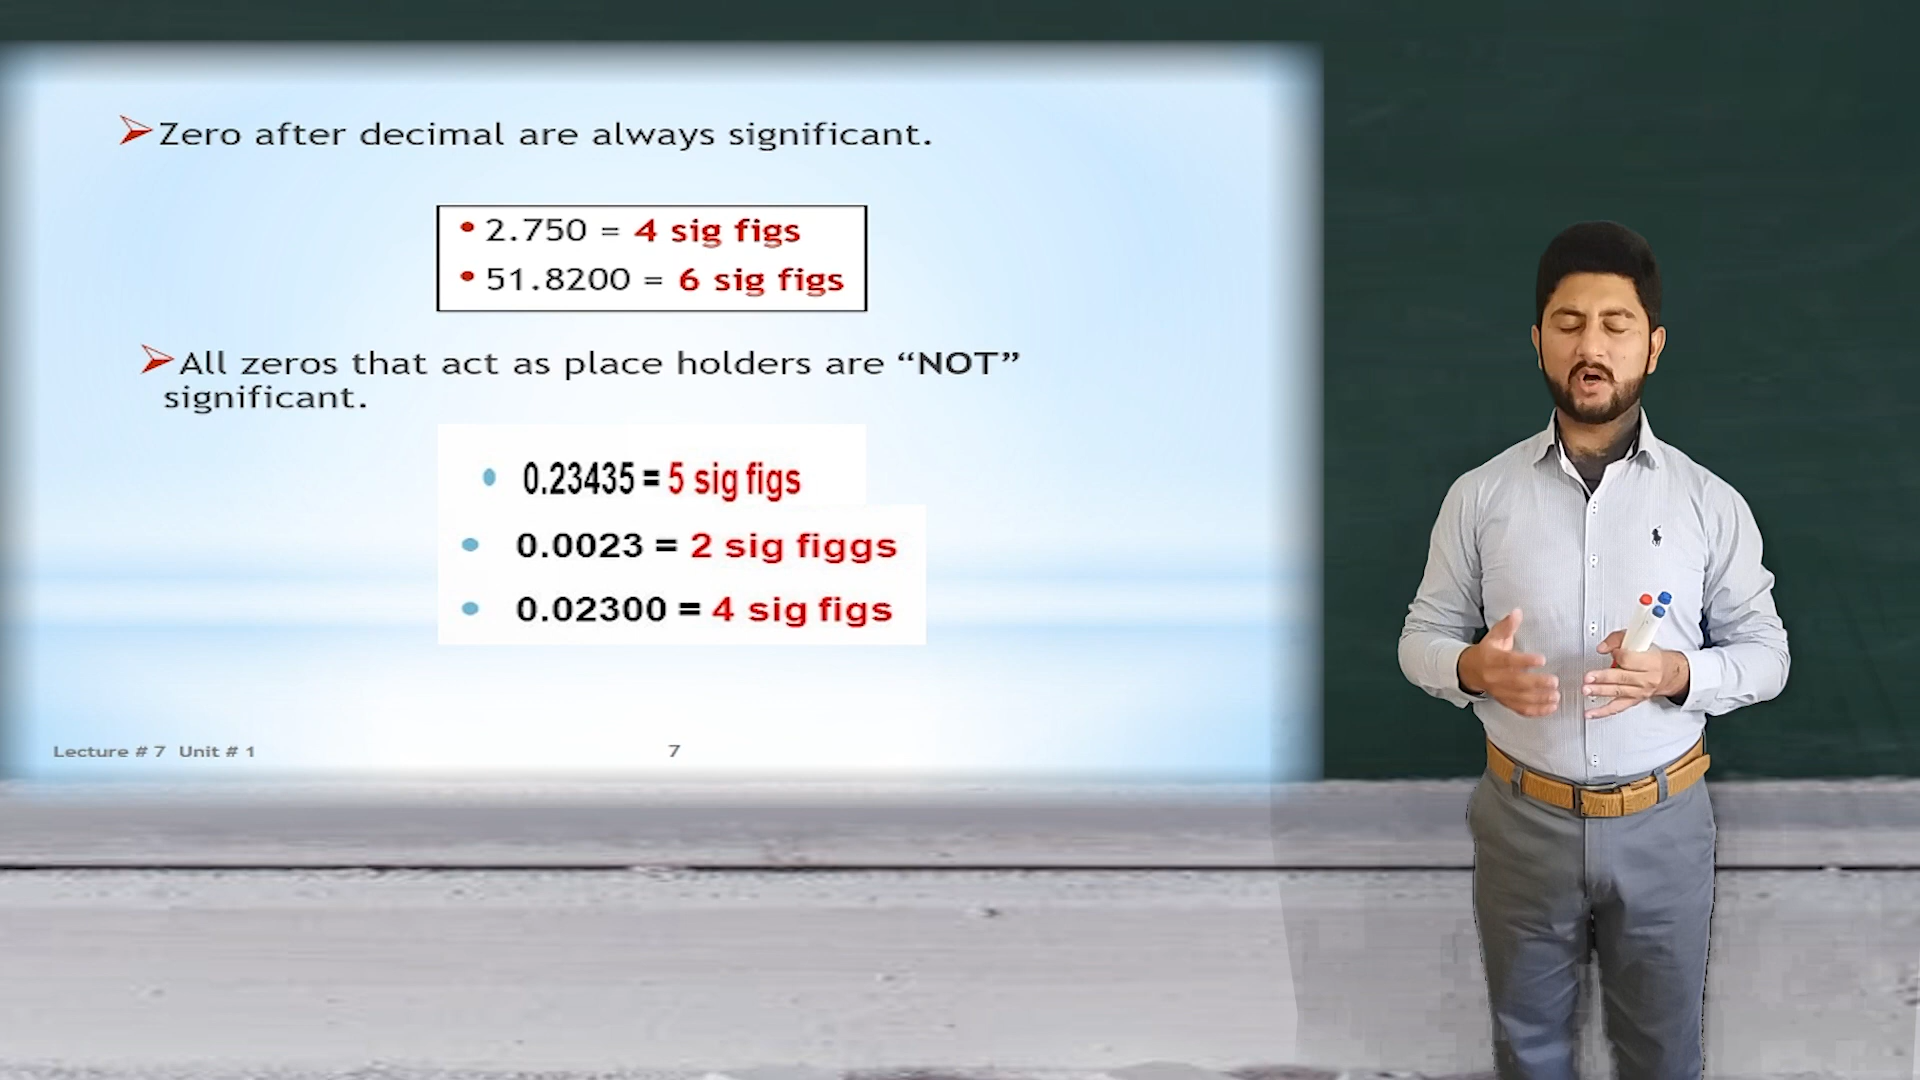 Zero after decimal are always significant.
• 2.750 = 4 sig figs
• 51.8200 = 6 sig figs
All zeros that act as place holders are “NOT”
significant.
• 0.23435 = 5 sig figs
• 0.0023 = 2 sig figgs
• 0.02300 = 4 sig figs
Lecture # 7 Unit # 1
7